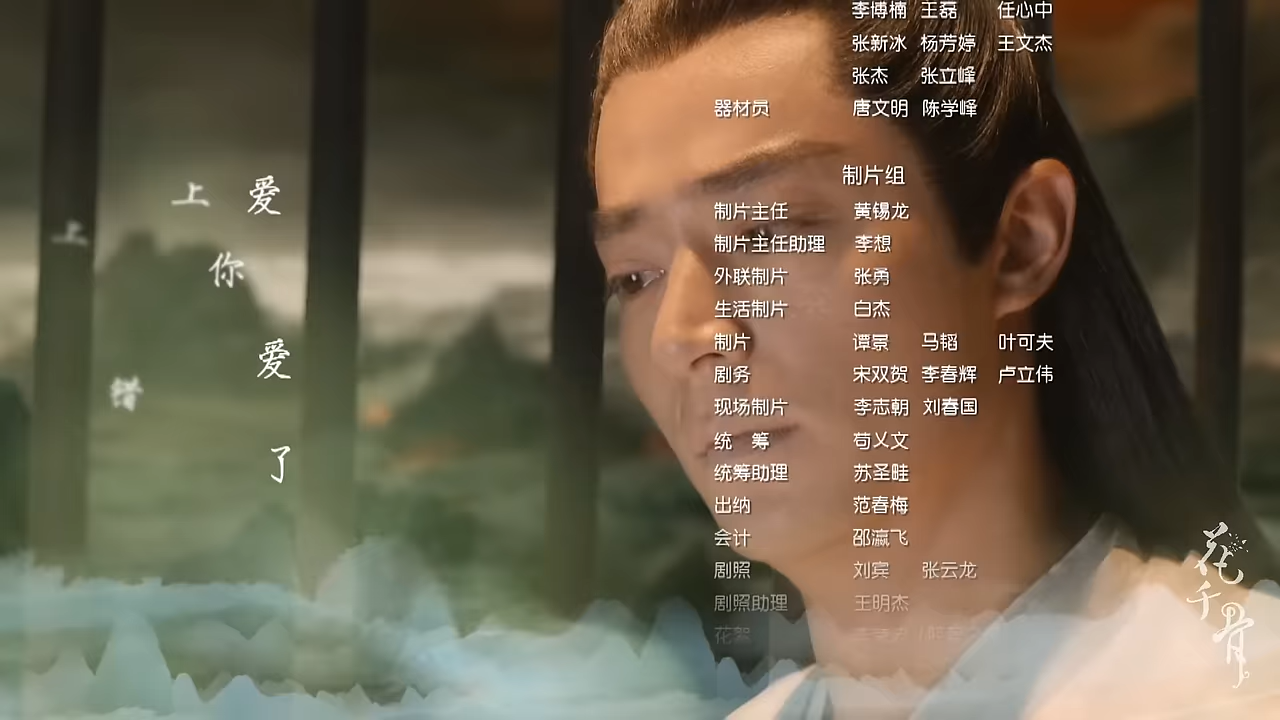 李博楠 王磊 任心中
张新冰 杨芳婷 王文杰
张杰 张立峰
器材员 唐文明 陈学峰
制片组
制片主任 黄锡龙
制片主任助理 李想
外联制片 张勇
生活制片 白杰
制片 谭景 马韬 叶可夫
剧务 宋双贺 李春辉 卢立伟
现场制片 李志朝 刘春国
统 筹 苟乂文
统筹助理 苏圣畦
出纳 范春梅
会计 邵瀛飞
剧照 刘宾 张云龙
剧照助理 王明杰
花絮
爱
你
爱
了
上
上
错
花千骨